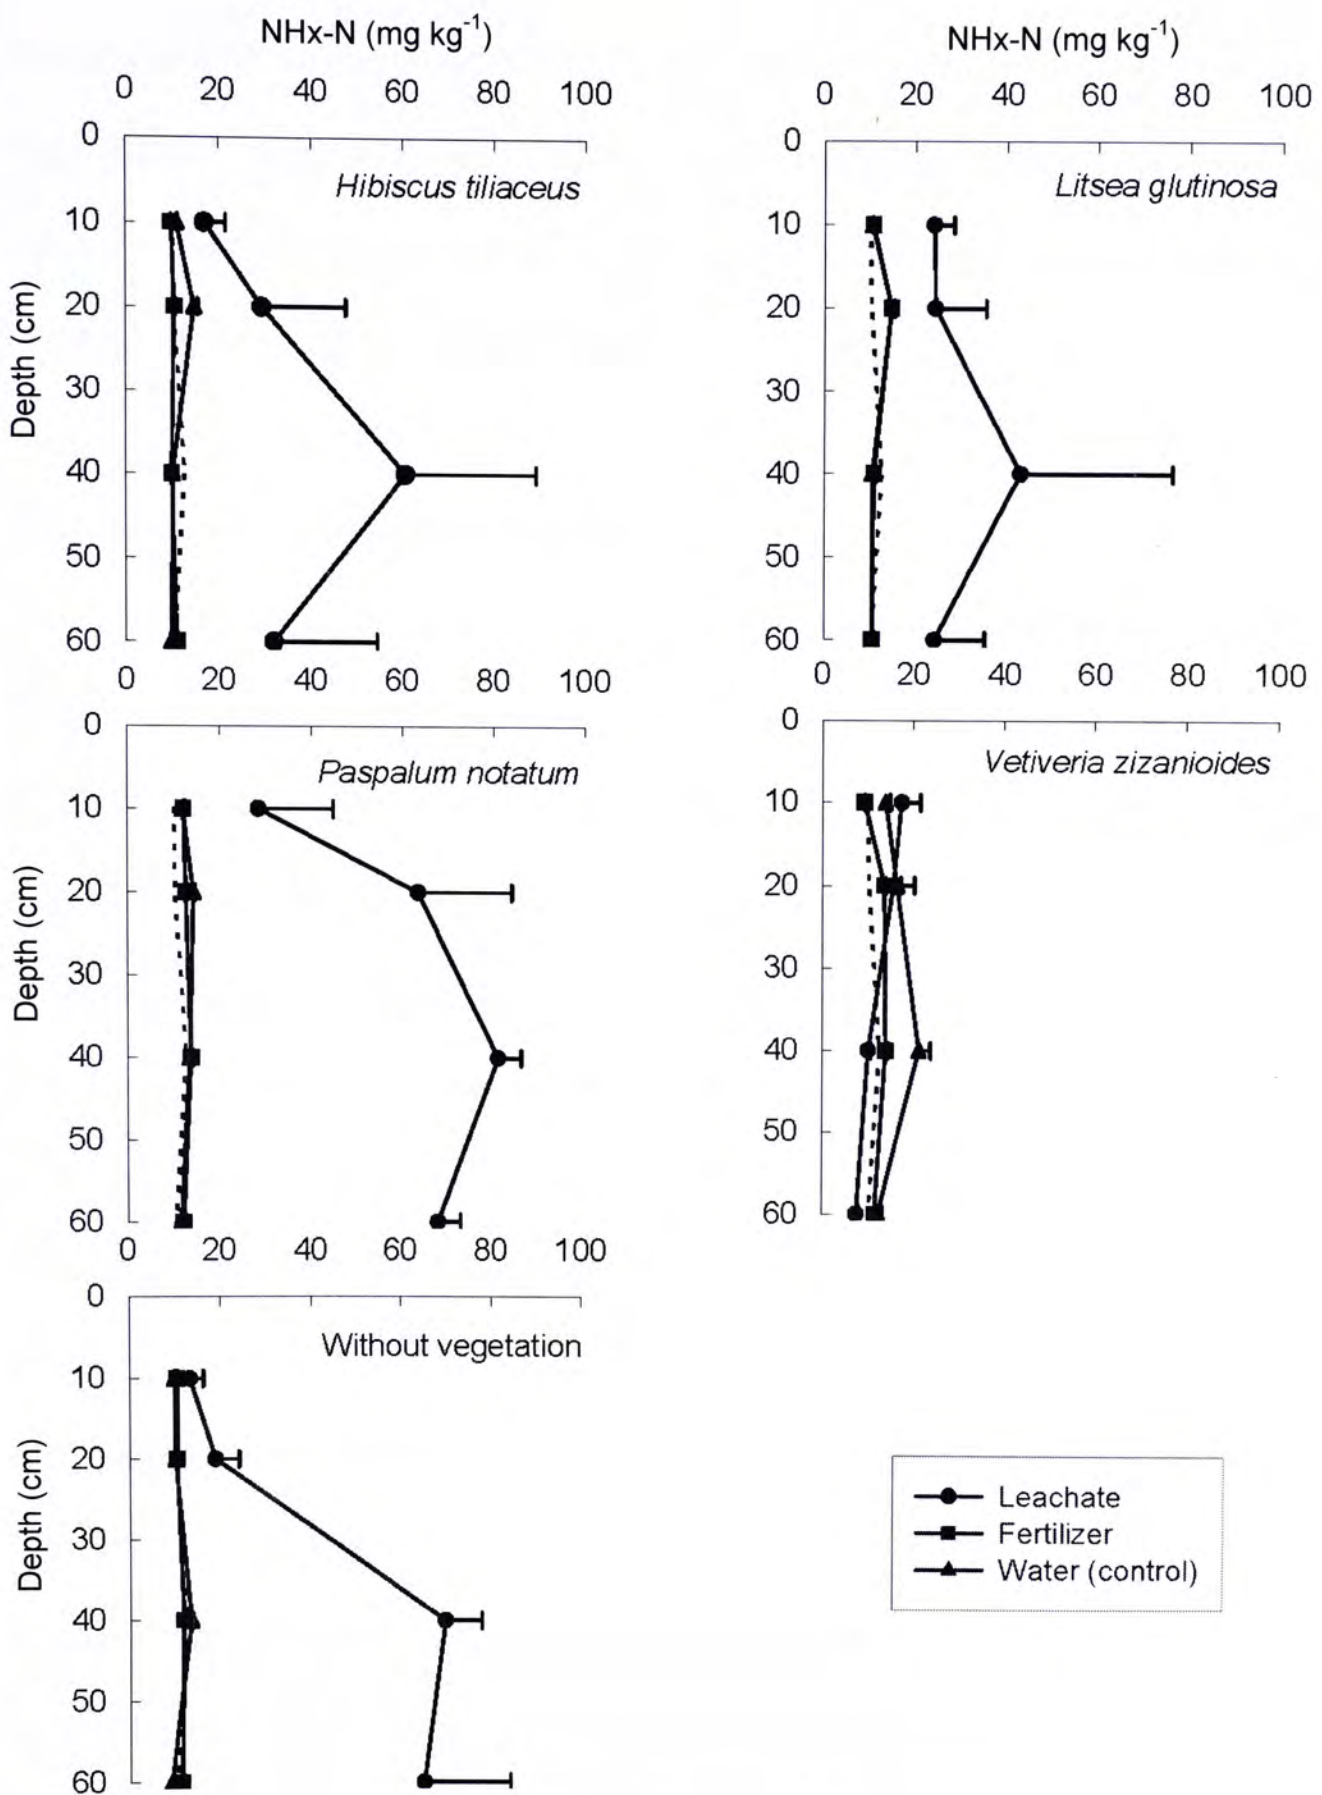 NHx-N (mg kg⁻¹)
0 20 40 60 80 100
0
Hibiscus tiliaceus
10
20
30
40
50
60
Depth (cm)
NHx-N (mg kg⁻¹)
0 20 40 60 80 100
0
Litsea glutinosa
10
20
30
40
50
60
0 20 40 60 80 100
0
Paspalum notatum
10
20
30
40
50
60
Depth (cm)
0 20 40 60 80 100
0
Vetiveria zizanioides
10
20
30
40
50
60
0 20 40 60 80 100
0
Without vegetation
10
20
30
40
50
60
Depth (cm)
Leachate
Fertilizer
Water (control)